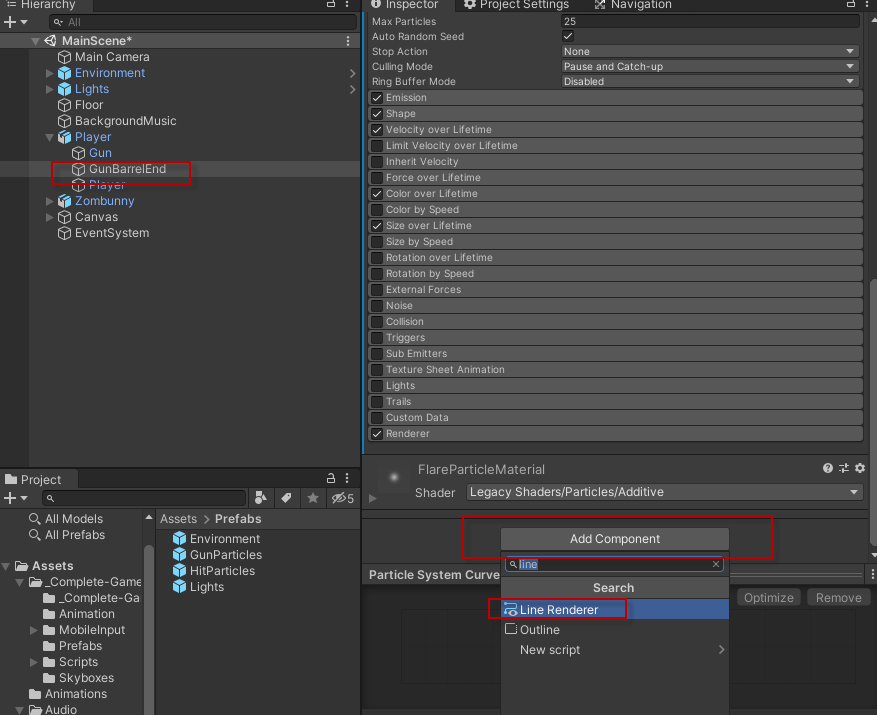 Hierarchy
All
MainScene*
Main Camera
Environment
Lights
Floor
BackgroundMusic
Player
Gun
GunBarrelEnd
Player
Zombunny
Canvas
EventSystem
Project
5
All Models
All Prefabs
Assets
_Complete-Game
_Complete-Ga
Animation
MobileInput
Prefabs
Scripts
Skyboxes
Animations
Audio
Assets > Prefabs
Environment
GunParticles
HitParticles
Lights
Inspector
Project Settings
Navigation
Max Particles 25
Auto Random Seed
Stop Action None
Culling Mode Pause and Catch-up
Ring Buffer Mode Disabled
Emission
Shape
Velocity over Lifetime
Limit Velocity over Lifetime
Inherit Velocity
Force over Lifetime
Color over Lifetime
Color by Speed
Size over Lifetime
Size by Speed
Rotation over Lifetime
Rotation by Speed
External Forces
Noise
Collision
Triggers
Sub Emitters
Texture Sheet Animation
Lights
Trails
Custom Data
Renderer
FlareParticleMaterial
Shader Legacy Shaders/Particles/Additive
Add Component
line
Search
Line Renderer
Outline
New script
Particle System Curve
Optimize Remove